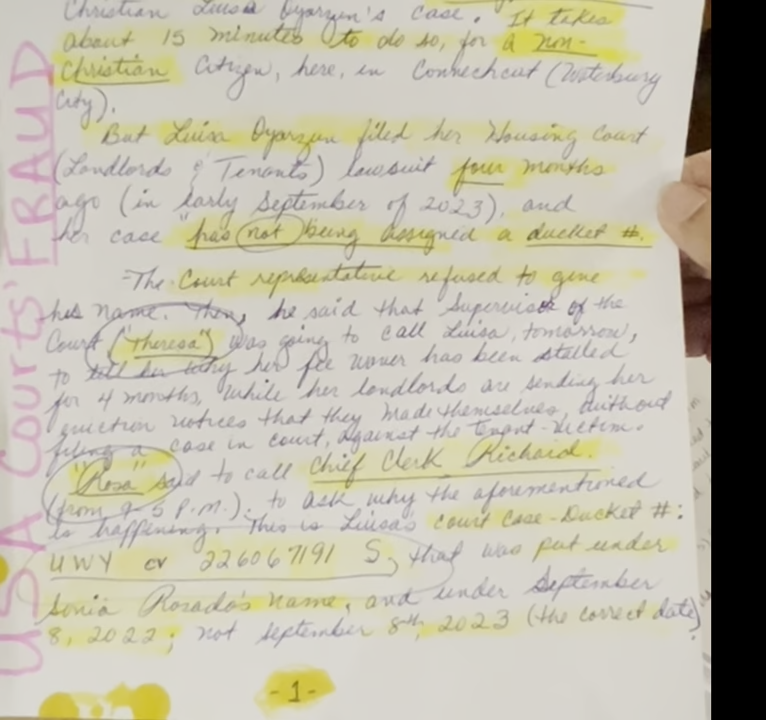 Christian Luisa Oyarzun's case. It takes
about 15 minutes to do so, for a non-
Christian Citizen, here, in Connecticut (Waterbury
City).
But Luisa Oyarzun filed her Housing Court
(Landlords & Tenants) lawsuit four months
ago (in early September of 2023), and
her case "has not being assigned a ducket #.
-The Court representative refused to give
his name. Then, he said that Supervisor of the
Court ("Theresa") was going to call Luisa, tomorrow,
to tell her why her fee waver has been stalled
for 4 months, while her landlords are sending her
eviction notices that they made themselves, without
filing a case in court, against the tenant-victim.
"Rosa" said to call Chief Clerk Richard.
(from 9-5 P.M.). to ask why the aforementioned
is happening. This is Luisa's court case-Ducket #:
UWY CV 226067191 S, that was put under
Sonia Rosado's name, and under September
8, 2022; not September 8th, 2023 (the correct date).
-1-
USA Courts' FRAUD